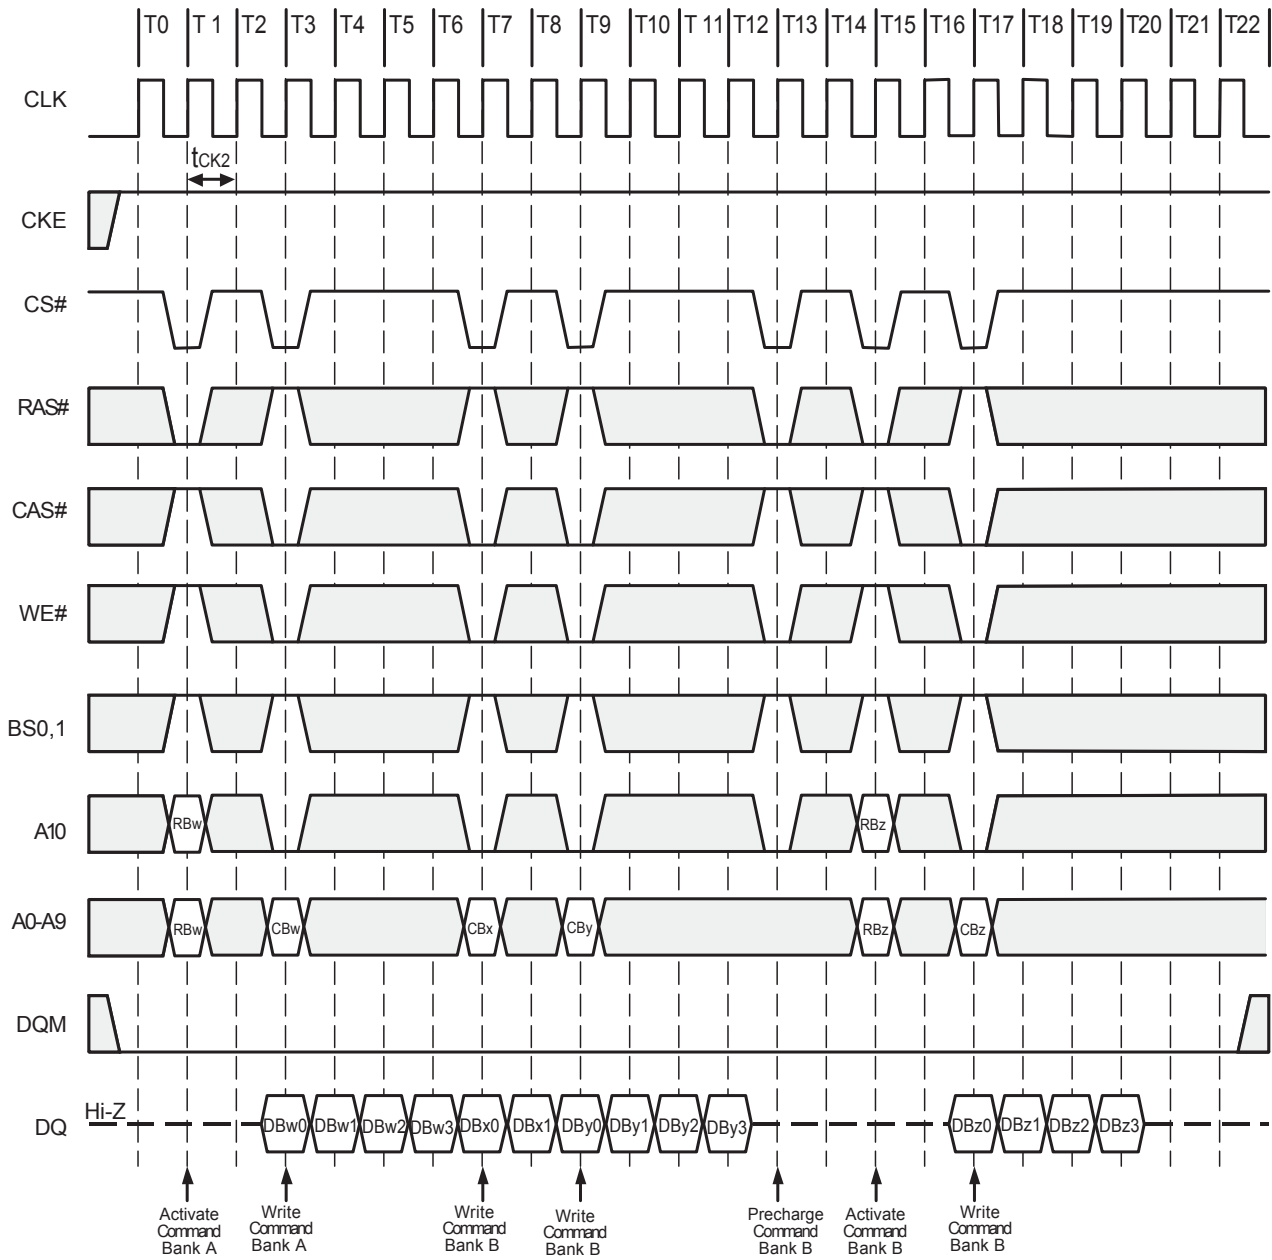 T0 T 1 T2 T3 T4 T5 T6 T7 T8 T9 T10 T 11 T12 T13 T14 T15 T16 T17 T18 T19 T20 T21 T22
CLK
tCK2
CKE
CS#
RAS#
CAS#
WE#
BS0,1
A10 RBw RBz
A0-A9 RBw CBw CBx CBy RBz CBz
DQM
Hi-Z
DQ DBw0 DBw1 DBw2 DBw3 DBx0 DBx1 DBy0 DBy1 DBy2 DBy3 DBz0 DBz1 DBz2 DBz3
Activate
Command
Bank A
Write
Command
Bank A
Write
Command
Bank B
Write
Command
Bank B
Precharge
Command
Bank B
Activate
Command
Bank B
Write
Command
Bank B